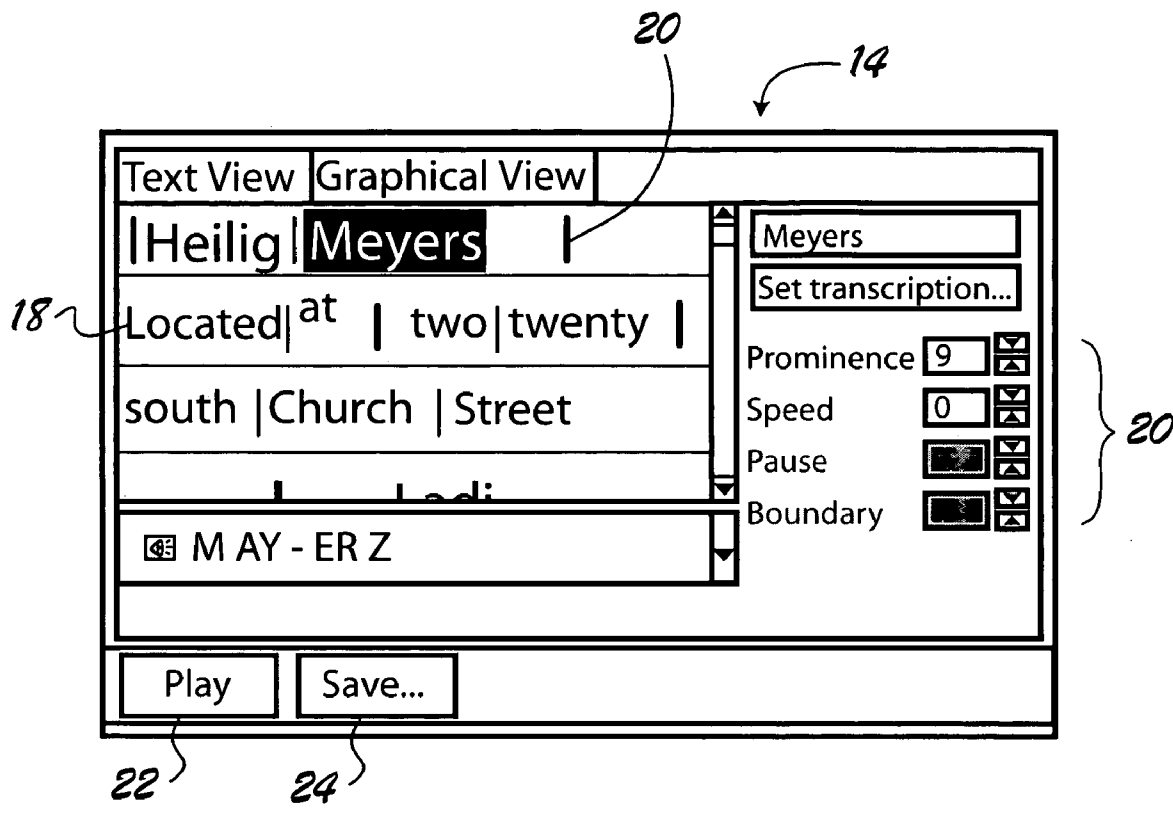 20
14
Text View Graphical View
|Heilig|Meyers |
Meyers
Set transcription...
18
Located|at | two|twenty |
Prominence 9
Speed 0
20
south |Church |Street
Pause
Boundary
M AY - ER Z
Play Save...
22 24